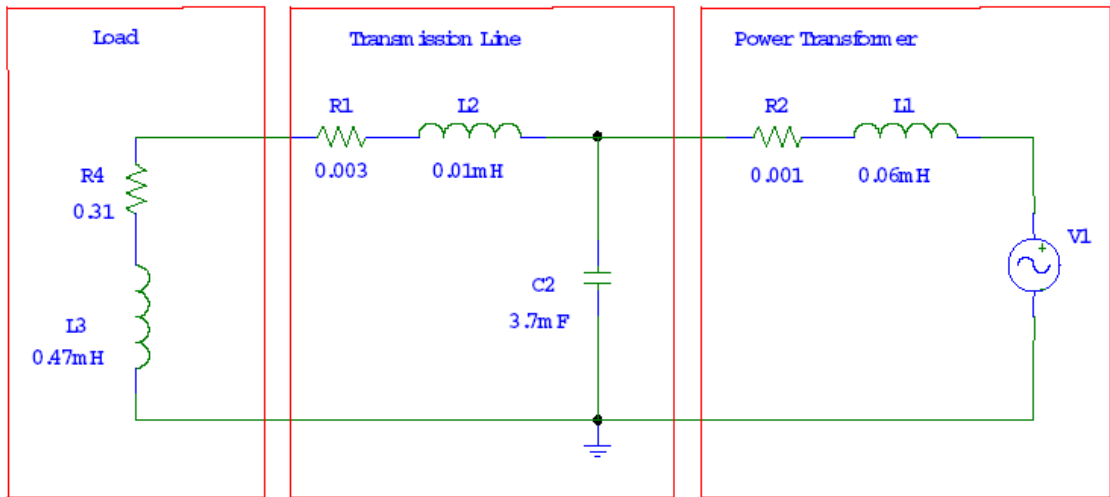 Load
Transmission Line
Power Transformer
R1
L2
R2
L1
0.003
0.01mH
0.001
0.06mH
R4
0.31
V1
C2
3.7mF
L3
0.47mH